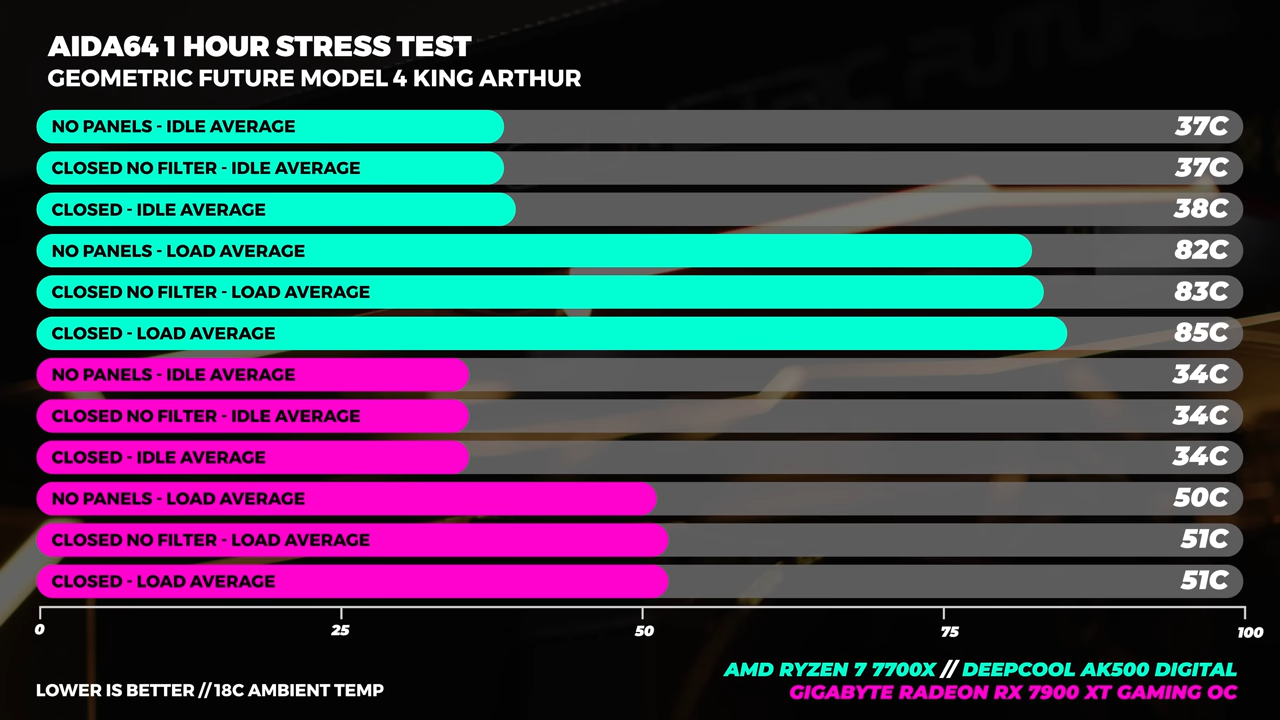 AIDA64 1 HOUR STRESS TEST
GEOMETRIC FUTURE MODEL 4 KING ARTHUR
NO PANELS - IDLE AVERAGE 37C
CLOSED NO FILTER - IDLE AVERAGE 37C
CLOSED - IDLE AVERAGE 38C
NO PANELS - LOAD AVERAGE 82C
CLOSED NO FILTER - LOAD AVERAGE 83C
CLOSED - LOAD AVERAGE 85C
NO PANELS - IDLE AVERAGE 34C
CLOSED NO FILTER - IDLE AVERAGE 34C
CLOSED - IDLE AVERAGE 34C
NO PANELS - LOAD AVERAGE 50C
CLOSED NO FILTER - LOAD AVERAGE 51C
CLOSED - LOAD AVERAGE 51C
0 25 50 75 100
AMD RYZEN 7 7700X // DEEPCOOL AK500 DIGITAL
LOWER IS BETTER // 18C AMBIENT TEMP
GIGABYTE RADEON RX 7900 XT GAMING OC